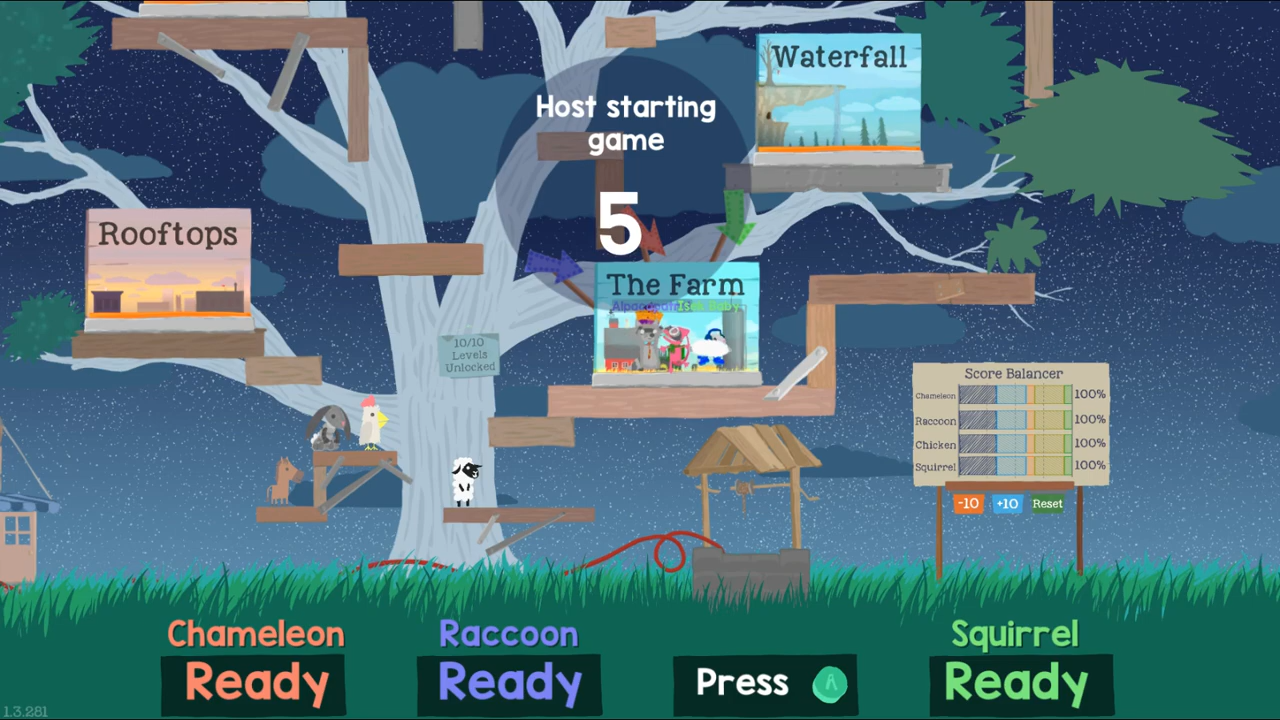 Waterfall
Host starting
game
5
Rooftops
The Farm
10/10
Levels
Unlocked
Score Balancer
Chameleon 100%
Raccoon 100%
Chicken 100%
Squirrel 100%
-10 +10 Reset
Chameleon Raccoon Squirrel
Ready Ready Press A Ready
1.3.281